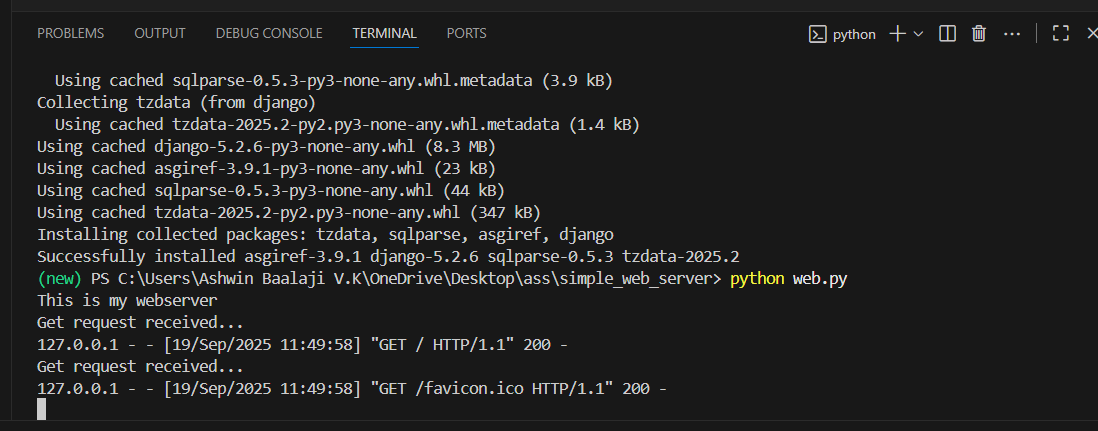 PROBLEMS OUTPUT DEBUG CONSOLE TERMINAL PORTS python
Using cached sqlparse-0.5.3-py3-none-any.whl.metadata (3.9 kB)
Collecting tzdata (from django)
Using cached tzdata-2025.2-py2.py3-none-any.whl.metadata (1.4 kB)
Using cached django-5.2.6-py3-none-any.whl (8.3 MB)
Using cached asgiref-3.9.1-py3-none-any.whl (23 kB)
Using cached sqlparse-0.5.3-py3-none-any.whl (44 kB)
Using cached tzdata-2025.2-py2.py3-none-any.whl (347 kB)
Installing collected packages: tzdata, sqlparse, asgiref, django
Successfully installed asgiref-3.9.1 django-5.2.6 sqlparse-0.5.3 tzdata-2025.2
(new) PS C:\Users\Ashwin Baalaji V.K\OneDrive\Desktop\ass\simple_web_server> python web.py
This is my webserver
Get request received...
127.0.0.1 - - [19/Sep/2025 11:49:58] "GET / HTTP/1.1" 200 -
Get request received...
127.0.0.1 - - [19/Sep/2025 11:49:58] "GET /favicon.ico HTTP/1.1" 200 -